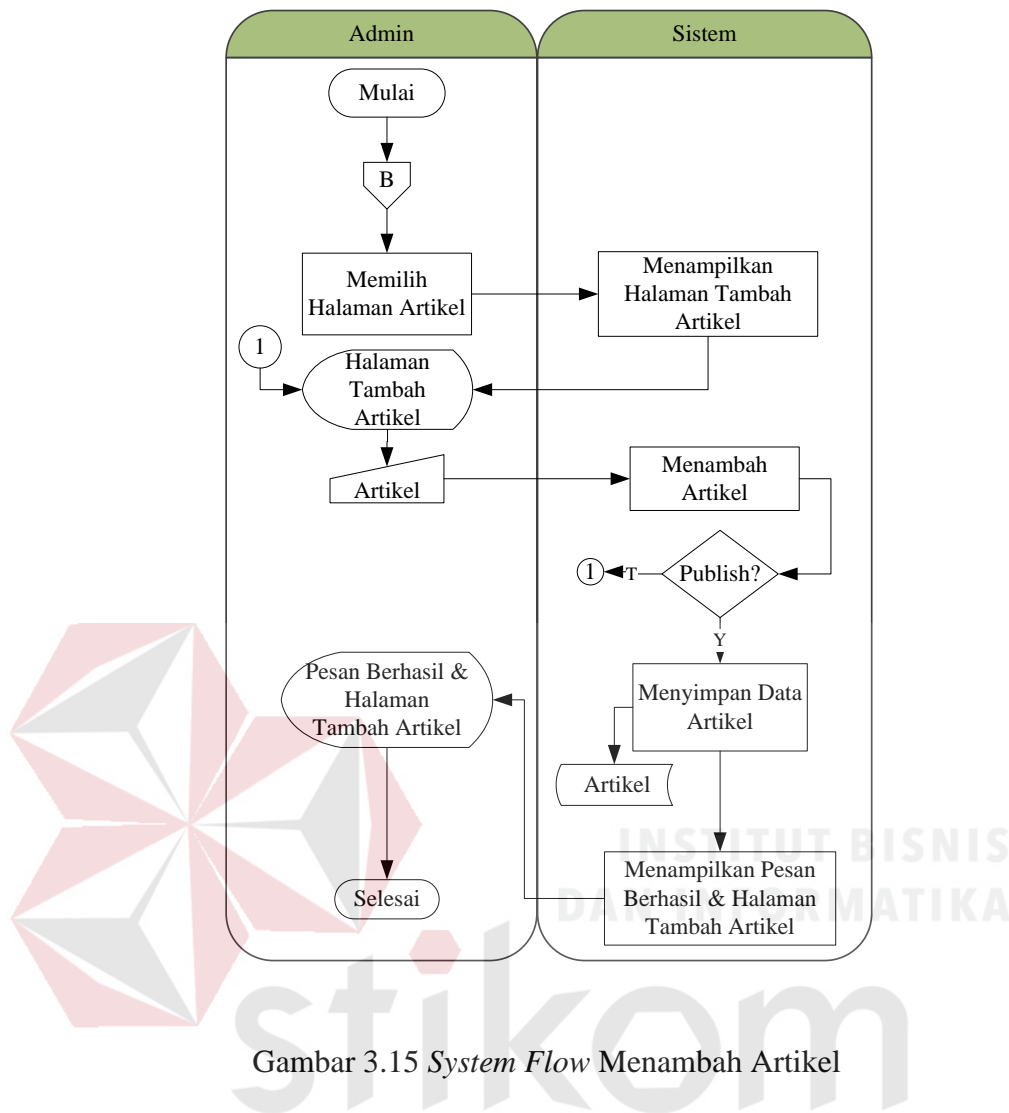 Admin
Sistem
Mulai
B
Memilih
Halaman Artikel
Menampilkan
Halaman Tambah
Artikel
1
Halaman
Tambah
Artikel
Artikel
Menambah
Artikel
Publish?
T
1
Y
Pesan Berhasil &
Halaman
Tambah Artikel
Menyimpan Data
Artikel
Artikel
Menampilkan Pesan
Berhasil & Halaman
Tambah Artikel
Selesai
INSTITUT BISNIS
DAN INFORMATIKA
stikom
Gambar 3.15 System Flow Menambah Artikel